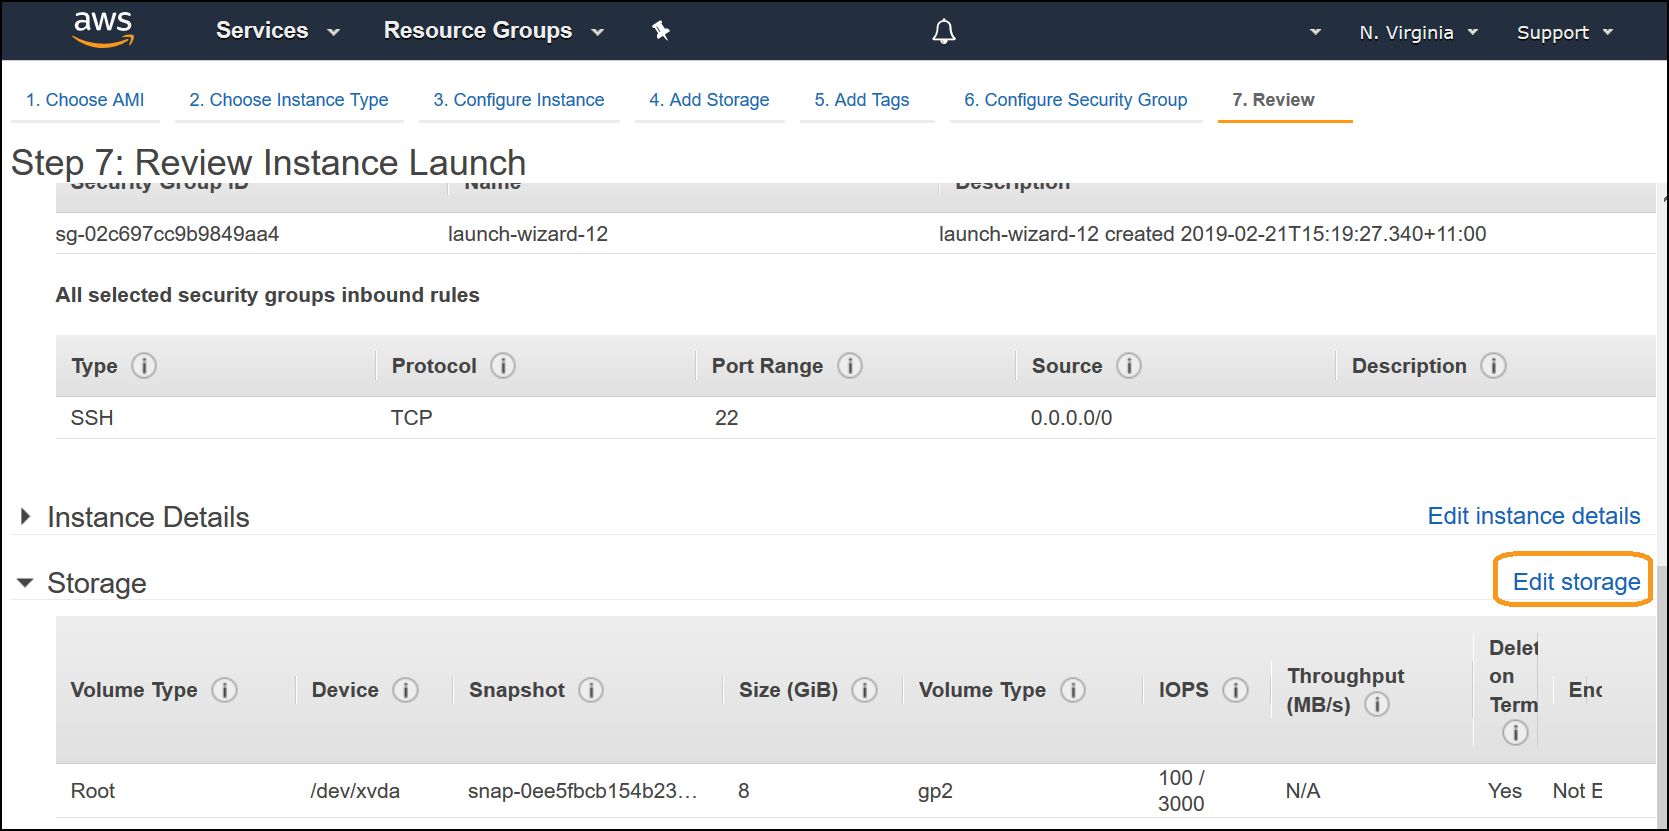 aws Services Resource Groups N. Virginia Support
1. Choose AMI 2. Choose Instance Type 3. Configure Instance 4. Add Storage 5. Add Tags 6. Configure Security Group 7. Review
Step 7: Review Instance Launch
Security Group ID Name Description
sg-02c697cc9b9849aa4 launch-wizard-12 launch-wizard-12 created 2019-02-21T15:19:27.340+11:00
All selected security groups inbound rules
Type i Protocol i Port Range i Source i Description i
SSH TCP 22 0.0.0.0/0
Instance Details Edit instance details
Storage Edit storage
Volume Type i Device i Snapshot i Size (GiB) i Volume Type i IOPS i Throughput (MB/s) i Delet on Term i Enc
Root /dev/xvda snap-0ee5fbcb154b23... 8 gp2 100 / 3000 N/A Yes Not E